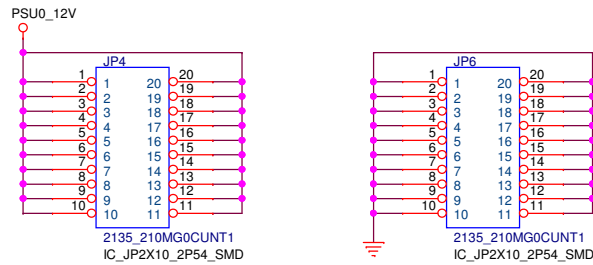 PSU0_12V
JP4
JP6
1 1 20 20
1 1 20 20
2 2 19 19
2 2 19 19
3 3 18 18
3 3 18 18
4 4 17 17
4 4 17 17
5 5 16 16
5 5 16 16
6 6 15 15
6 6 15 15
7 7 14 14
7 7 14 14
8 8 13 13
8 8 13 13
9 9 12 12
9 9 12 12
10 10 11 11
10 10 11 11
2135_210MG0CUNT1
2135_210MG0CUNT1
IC_JP2X10_2P54_SMD
IC_JP2X10_2P54_SMD